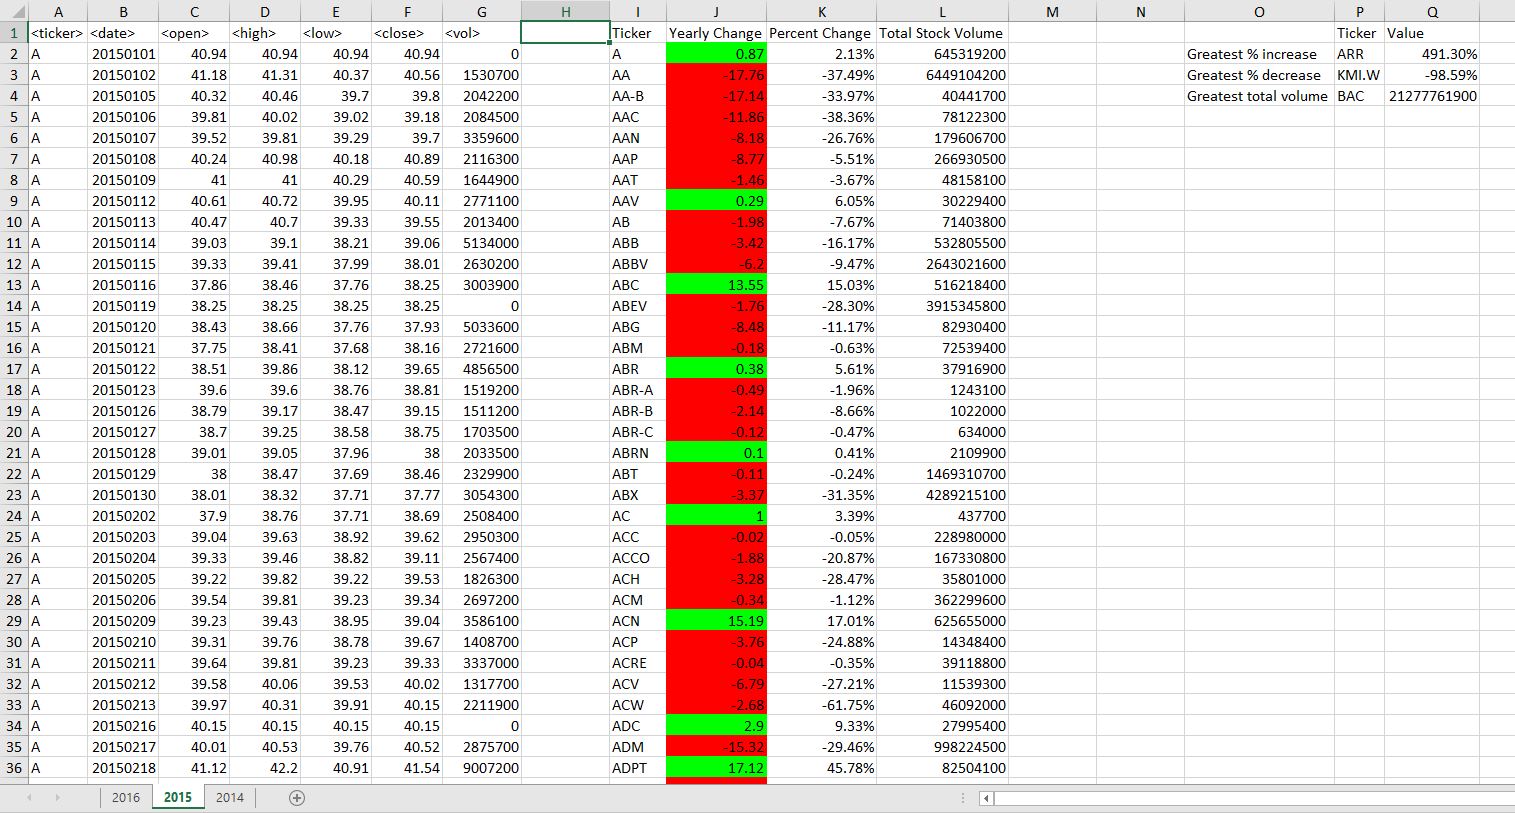 A B C D E F G H I J K L M N O P Q
1 <ticker> <date> <open> <high> <low> <close> <vol> Ticker Yearly Change Percent Change Total Stock Volume Ticker Value
2 A 20150101 40.94 40.94 40.94 40.94 0 A 0.87 2.13% 645319200 Greatest % increase ARR 491.30%
3 A 20150102 41.18 41.31 40.37 40.56 1530700 AA -17.76 -37.49% 6449104200 Greatest % decrease KMI.W -98.59%
4 A 20150105 40.32 40.46 39.7 39.8 2042200 AA-B -17.14 -33.97% 40441700 Greatest total volume BAC 21277761900
5 A 20150106 39.81 40.02 39.02 39.18 2084500 AAC -11.86 -38.36% 78122300
6 A 20150107 39.52 39.81 39.29 39.7 3359600 AAN -8.18 -26.76% 179606700
7 A 20150108 40.24 40.98 40.18 40.89 2116300 AAP -8.77 -5.51% 266930500
8 A 20150109 41 41 40.29 40.59 1644900 AAT -1.46 -3.67% 48158100
9 A 20150112 40.61 40.72 39.95 40.11 2771100 AAV 0.29 6.05% 30229400
10 A 20150113 40.47 40.7 39.33 39.55 2013400 AB -1.98 -7.67% 71403800
11 A 20150114 39.03 39.1 38.21 39.06 5134000 ABB -3.42 -16.17% 532805500
12 A 20150115 39.33 39.41 37.99 38.01 2630200 ABBV -6.2 -9.47% 2643021600
13 A 20150116 37.86 38.46 37.76 38.25 3003900 ABC 13.55 15.03% 516218400
14 A 20150119 38.25 38.25 38.25 38.25 0 ABEV -1.76 -28.30% 3915345800
15 A 20150120 38.43 38.66 37.76 37.93 5033600 ABG -8.48 -11.17% 82930400
16 A 20150121 37.75 38.41 37.68 38.16 2721600 ABM -0.18 -0.63% 72539400
17 A 20150122 38.51 39.86 38.12 39.65 4856500 ABR 0.38 5.61% 37916900
18 A 20150123 39.6 39.6 38.76 38.81 1519200 ABR-A -0.49 -1.96% 1243100
19 A 20150126 38.79 39.17 38.47 39.15 1511200 ABR-B -2.14 -8.66% 1022000
20 A 20150127 38.7 39.25 38.58 38.75 1703500 ABR-C -0.12 -0.47% 634000
21 A 20150128 39.01 39.05 37.96 38 2033500 ABRN 0.1 0.41% 2109900
22 A 20150129 38 38.47 37.69 38.46 2329900 ABT -0.11 -0.24% 1469310700
23 A 20150130 38.01 38.32 37.71 37.77 3054300 ABX -3.37 -31.35% 4289215100
24 A 20150202 37.9 38.76 37.71 38.69 2508400 AC 1 3.39% 437700
25 A 20150203 39.04 39.63 38.92 39.62 2950300 ACC -0.02 -0.05% 228980000
26 A 20150204 39.33 39.46 38.82 39.11 2567400 ACCO -1.88 -20.87% 167330800
27 A 20150205 39.22 39.82 39.22 39.53 1826300 ACH -3.28 -28.47% 35801000
28 A 20150206 39.54 39.81 39.23 39.34 2697200 ACM -0.34 -1.12% 362299600
29 A 20150209 39.23 39.43 38.95 39.04 3586100 ACN 15.19 17.01% 625655000
30 A 20150210 39.31 39.76 38.78 39.67 1408700 ACP -3.76 -24.88% 14348400
31 A 20150211 39.64 39.81 39.23 39.33 3337000 ACRE -0.04 -0.35% 39118800
32 A 20150212 39.58 40.06 39.53 40.02 1317700 ACV -6.79 -27.21% 11539300
33 A 20150213 39.97 40.31 39.91 40.15 2211900 ACW -2.68 -61.75% 46092000
34 A 20150216 40.15 40.15 40.15 40.15 0 ADC 2.9 9.33% 27995400
35 A 20150217 40.01 40.53 39.76 40.52 2875700 ADM -15.32 -29.46% 998224500
36 A 20150218 41.12 42.2 40.91 41.54 9007200 ADPT 17.12 45.78% 82504100
2016 2015 2014